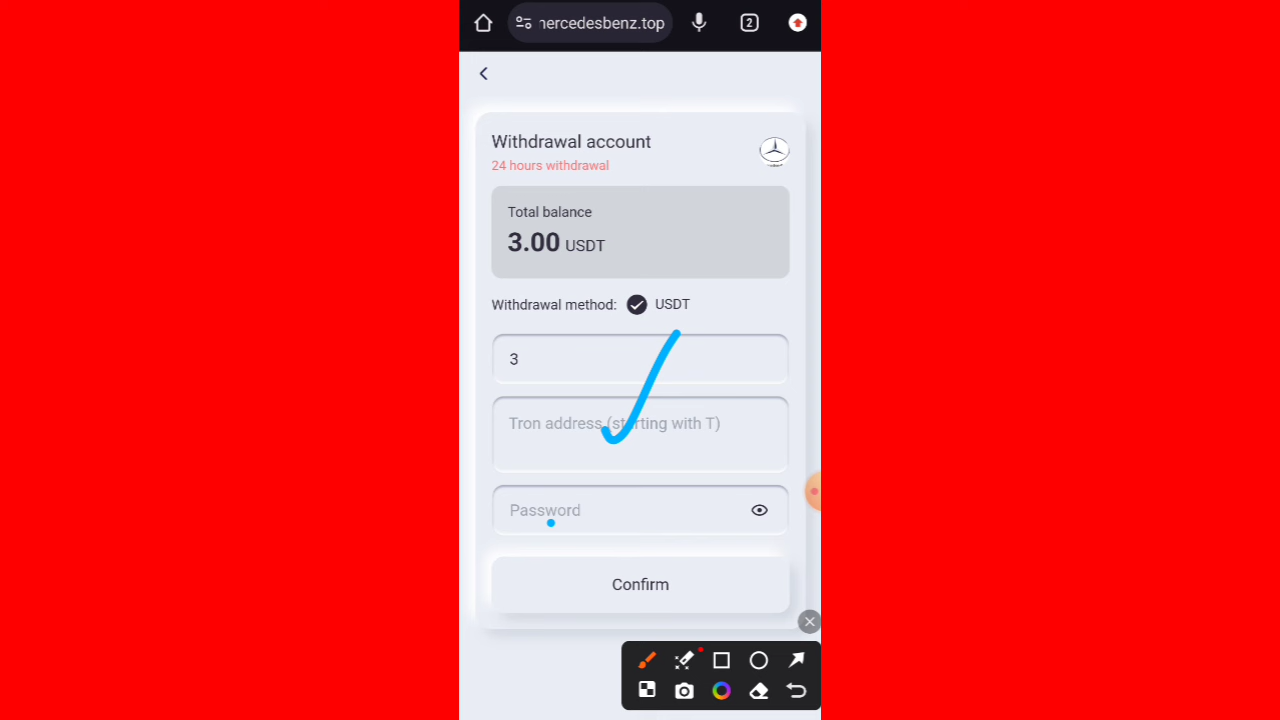 nercedesbenz.top
2
Withdrawal account
24 hours withdrawal
Total balance
3.00 USDT
Withdrawal method: USDT
3
Tron address (starting with T)
Password
Confirm